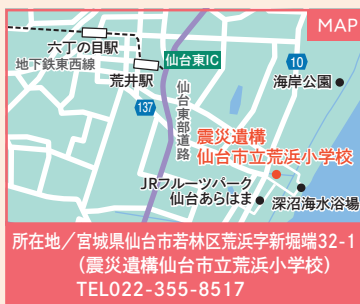 MAP
六丁の目駅
地下鉄東西線
荒井駅
仙台東IC
10
海岸公園
137
仙台東部道路
震災遺構
仙台市立荒浜小学校
JRフルーツパーク
仙台あらはま
深沼海水浴場
所在地／宮城県仙台市若林区荒浜字新堀端32-1
(震災遺構仙台市立荒浜小学校)
TEL022-355-8517